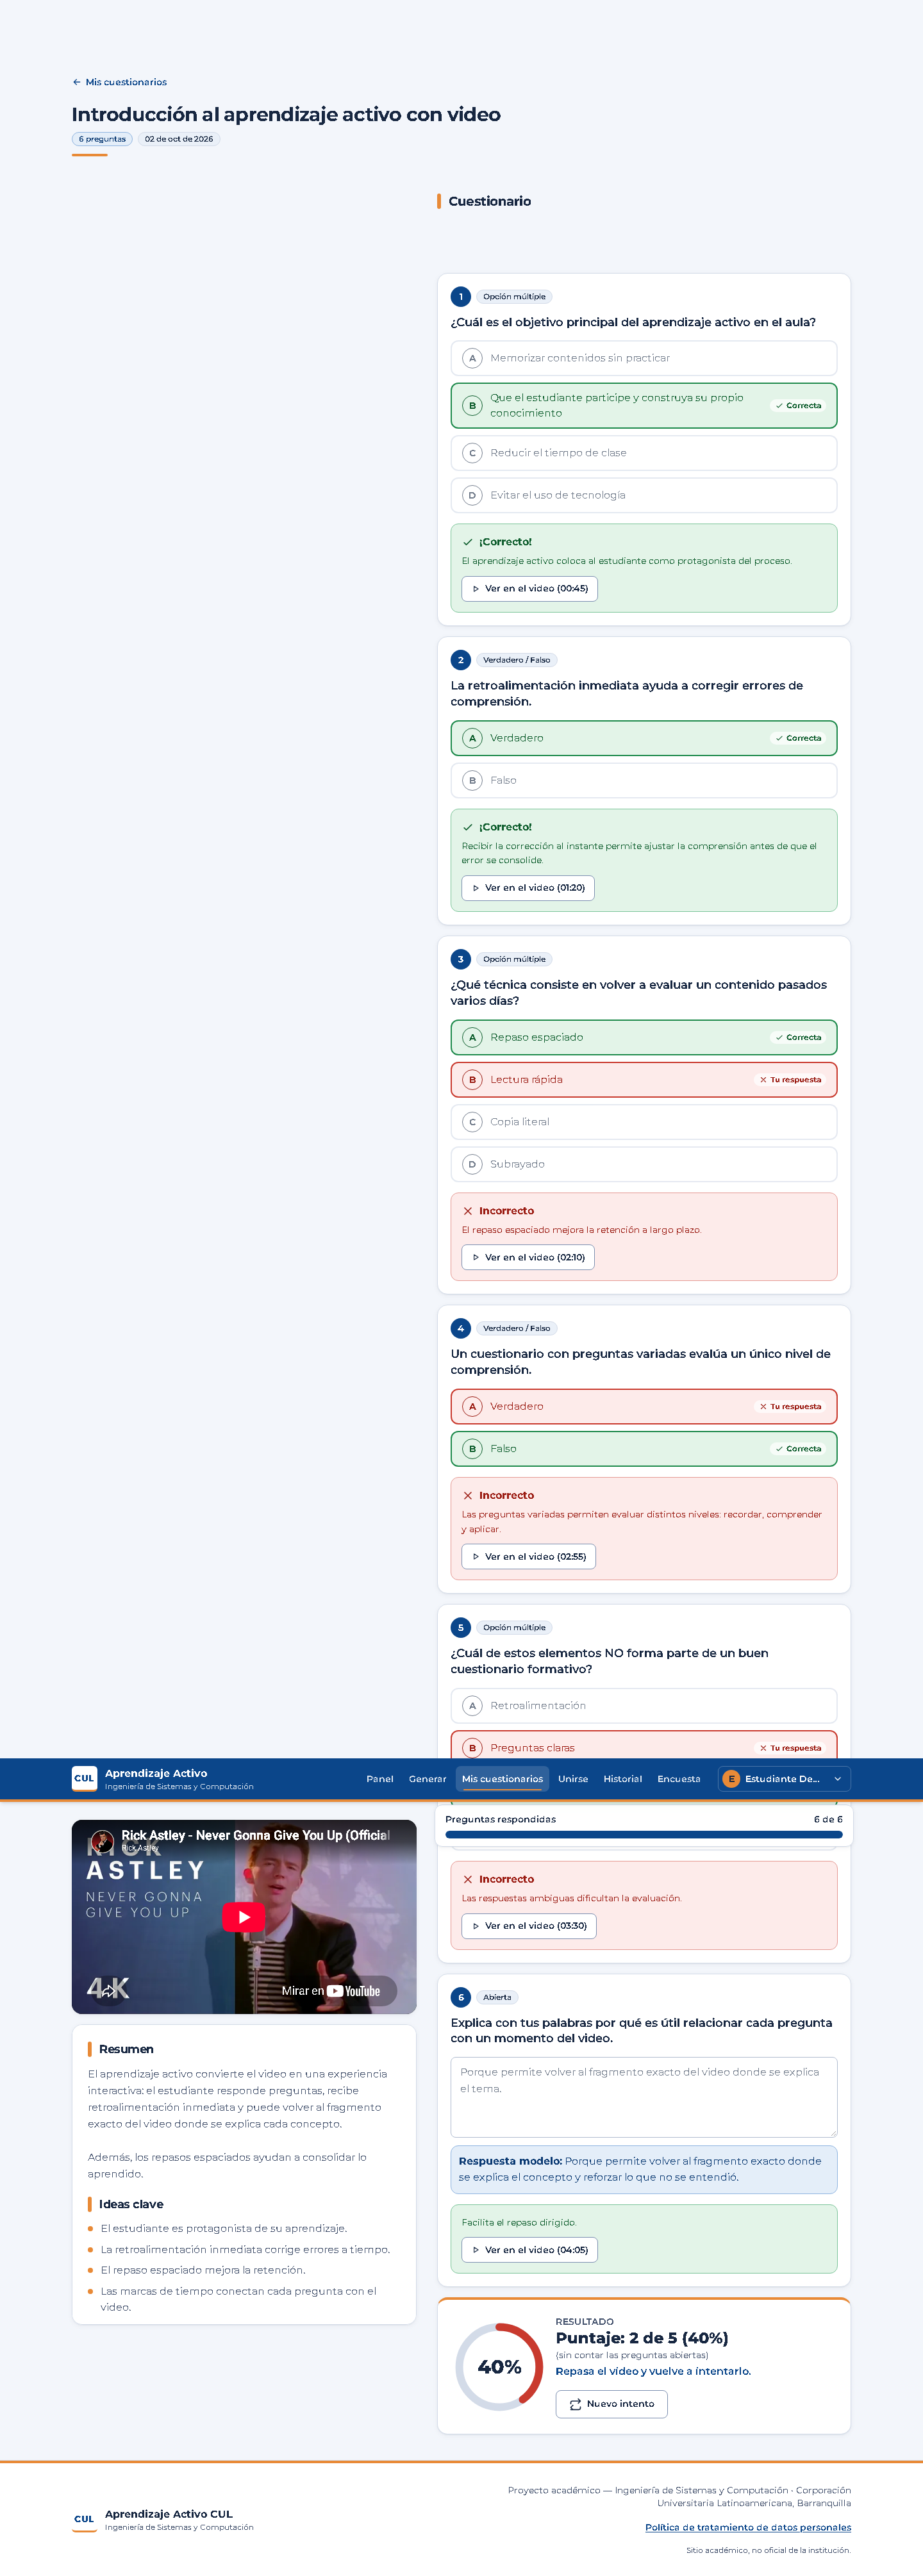 ← Mis cuestionarios
Introducción al aprendizaje activo con video
6 preguntas
02 de oct de 2026
Cuestionario
1 Opción múltiple
¿Cuál es el objetivo principal del aprendizaje activo en el aula?
A Memorizar contenidos sin practicar
B Que el estudiante participe y construya su propio
conocimiento
Correcta
C Reducir el tiempo de clase
D Evitar el uso de tecnología
¡Correcto!
El aprendizaje activo coloca al estudiante como protagonista del proceso.
Ver en el video (00:45)
2 Verdadero / Falso
La retroalimentación inmediata ayuda a corregir errores de
comprensión.
A Verdadero Correcta
B Falso
¡Correcto!
Recibir la corrección al instante permite ajustar la comprensión antes de que el
error se consolide.
Ver en el video (01:20)
3 Opción múltiple
¿Qué técnica consiste en volver a evaluar un contenido pasados
varios días?
A Repaso espaciado Correcta
B Lectura rápida Tu respuesta
C Copia literal
D Subrayado
Incorrecto
El repaso espaciado mejora la retención a largo plazo.
Ver en el video (02:10)
4 Verdadero / Falso
Un cuestionario con preguntas variadas evalúa un único nivel de
comprensión.
A Verdadero Tu respuesta
B Falso Correcta
Incorrecto
Las preguntas variadas permiten evaluar distintos niveles: recordar, comprender
y aplicar.
Ver en el video (02:55)
5 Opción múltiple
¿Cuál de estos elementos NO forma parte de un buen
cuestionario formativo?
A Retroalimentación
B Preguntas claras Tu respuesta
CUL
Aprendizaje Activo
Ingeniería de Sistemas y Computación
Panel Generar Mis cuestionarios Unirse Historial Encuesta
E Estudiante De...
Preguntas respondidas 6 de 6
Rick Astley - Never Gonna Give You Up (Official
Rick Astley
RICK
ASTLEY
NEVER GONNA
GIVE YOU UP
4K
Mirar en YouTube
Resumen
El aprendizaje activo convierte el video en una experiencia
interactiva: el estudiante responde preguntas, recibe
retroalimentación inmediata y puede volver al fragmento
exacto del video donde se explica cada concepto.
Además, los repasos espaciados ayudan a consolidar lo
aprendido.
Ideas clave
El estudiante es protagonista de su aprendizaje.
La retroalimentación inmediata corrige errores a tiempo.
El repaso espaciado mejora la retención.
Las marcas de tiempo conectan cada pregunta con el
video.
Incorrecto
Las respuestas ambiguas dificultan la evaluación.
Ver en el video (03:30)
6 Abierta
Explica con tus palabras por qué es útil relacionar cada pregunta
con un momento del video.
Porque permite volver al fragmento exacto del video donde se explica
el tema.
Respuesta modelo: Porque permite volver al fragmento exacto donde
se explica el concepto y reforzar lo que no se entendió.
Facilita el repaso dirigido.
Ver en el video (04:05)
40%
RESULTADO
Puntaje: 2 de 5 (40%)
(sin contar las preguntas abiertas)
Repasa el vídeo y vuelve a intentarlo.
Nuevo intento
CUL
Aprendizaje Activo CUL
Ingeniería de Sistemas y Computación
Proyecto académico — Ingeniería de Sistemas y Computación · Corporación
Universitaria Latinoamericana, Barranquilla
Política de tratamiento de datos personales
Sitio académico, no oficial de la institución.